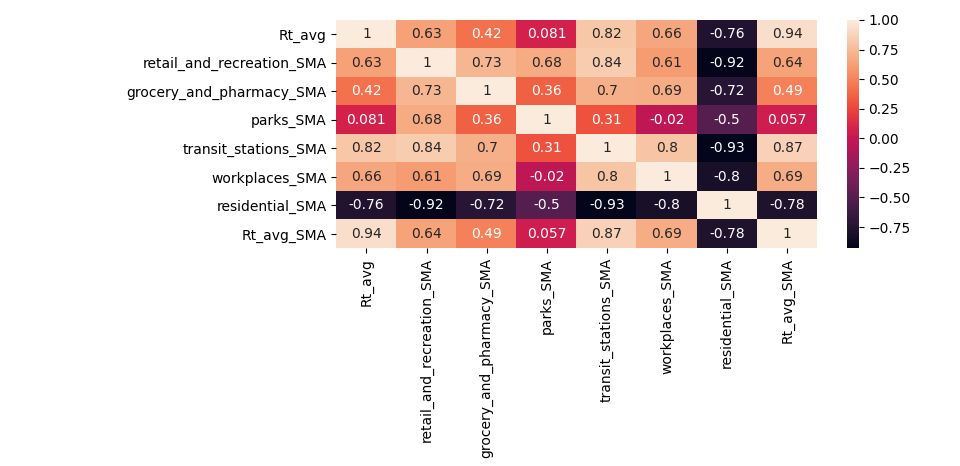 Rt_avg 1 0.63 0.42 0.081 0.82 0.66 -0.76 0.94
retail_and_recreation_SMA 0.63 1 0.73 0.68 0.84 0.61 -0.92 0.64
grocery_and_pharmacy_SMA 0.42 0.73 1 0.36 0.7 0.69 -0.72 0.49
parks_SMA 0.081 0.68 0.36 1 0.31 -0.02 -0.5 0.057
transit_stations_SMA 0.82 0.84 0.7 0.31 1 0.8 -0.93 0.87
workplaces_SMA 0.66 0.61 0.69 -0.02 0.8 1 -0.8 0.69
residential_SMA -0.76 -0.92 -0.72 -0.5 -0.93 -0.8 1 -0.78
Rt_avg_SMA 0.94 0.64 0.49 0.057 0.87 0.69 -0.78 1
Rt_avg
retail_and_recreation_SMA
grocery_and_pharmacy_SMA
parks_SMA
transit_stations_SMA
workplaces_SMA
residential_SMA
Rt_avg_SMA
1.00
0.75
0.50
0.25
0.00
−0.25
−0.50
−0.75